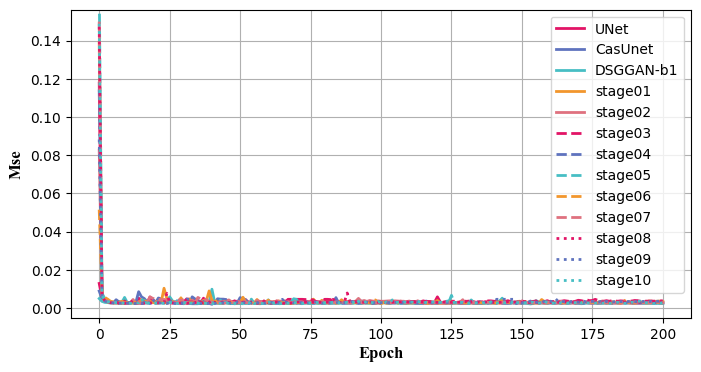 0.14
0.12
0.10
0.08
0.06
0.04
0.02
0.00
Mse
0
25
50
75
100
125
150
175
200
Epoch
UNet
CasUnet
DSGGAN-b1
stage01
stage02
stage03
stage04
stage05
stage06
stage07
stage08
stage09
stage10